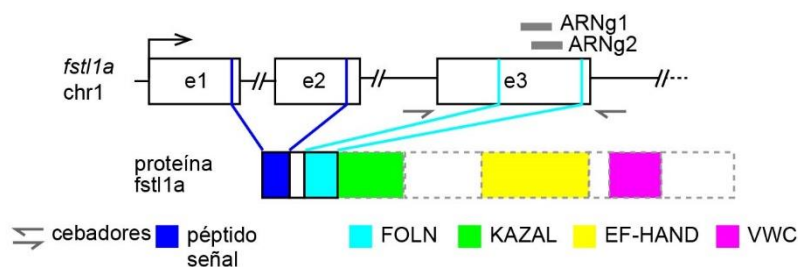 ARNg1
ARNg2
fstl1a
chr1
e1
e2
e3
proteína
fstl1a
cebadores
péptido
señal
FOLN
KAZAL
EF-HAND
VWC